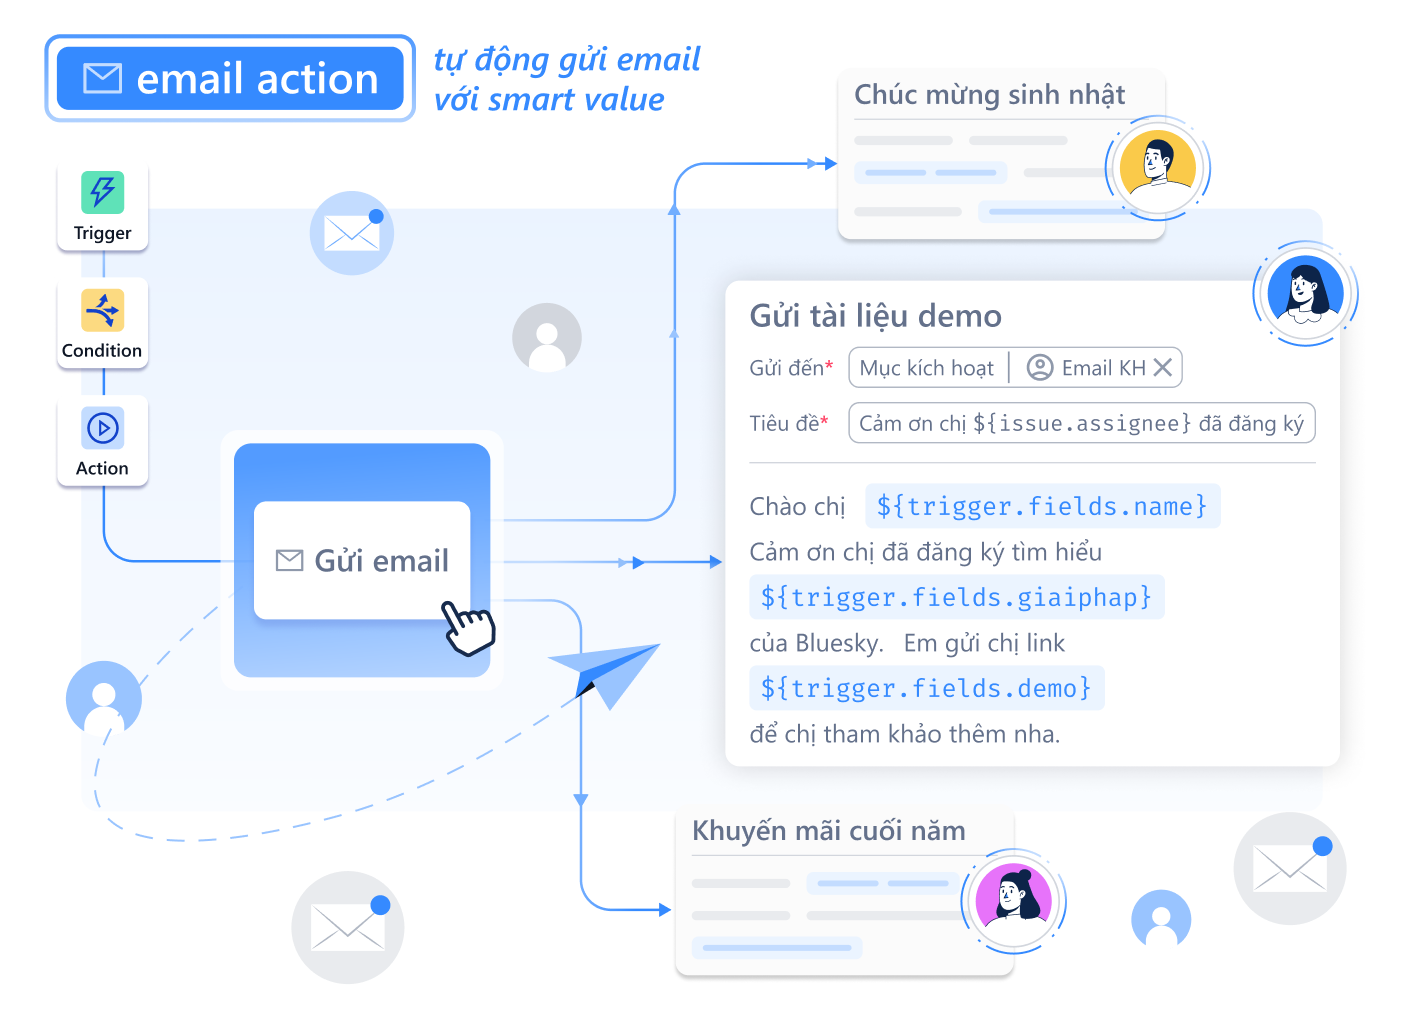 email action
tự động gửi email
với smart value
Trigger
Condition
Action
Gửi email
Chúc mừng sinh nhật
Gửi tài liệu demo
Gửi đến* Mục kích hoạt Email KH
Tiêu đề* Cảm ơn chị ${issue.assignee} đã đăng ký
Chào chị ${trigger.fields.name}
Cảm ơn chị đã đăng ký tìm hiểu
${trigger.fields.giaiphap}
của Bluesky. Em gửi chị link
${trigger.fields.demo}
để chị tham khảo thêm nha.
Khuyến mãi cuối năm